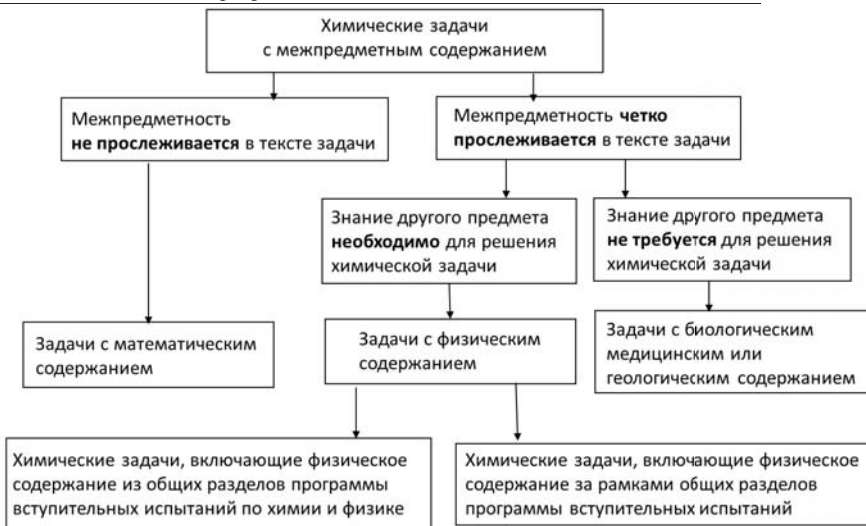 Химические задачи
с межпредметным содержанием
Межпредметность
не прослеживается в тексте задачи
Межпредметность четко
прослеживается в тексте задачи
Знание другого предмета
необходимо для решения
химической задачи
Знание другого предмета
не требуется для решения
химической задачи
Задачи с математическим
содержанием
Задачи с физическим
содержанием
Задачи с биологическим
медицинским или
геологическим содержанием
Химические задачи, включающие физическое
содержание из общих разделов программы
вступительных испытаний по химии и физике
Химические задачи, включающие физическое
содержание за рамками общих разделов
программы вступительных испытаний